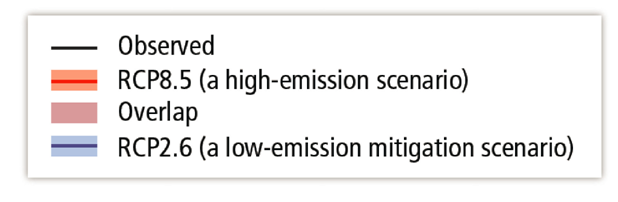 Observed
RCP8.5 (a high-emission scenario)
Overlap
RCP2.6 (a low-emission mitigation scenario)